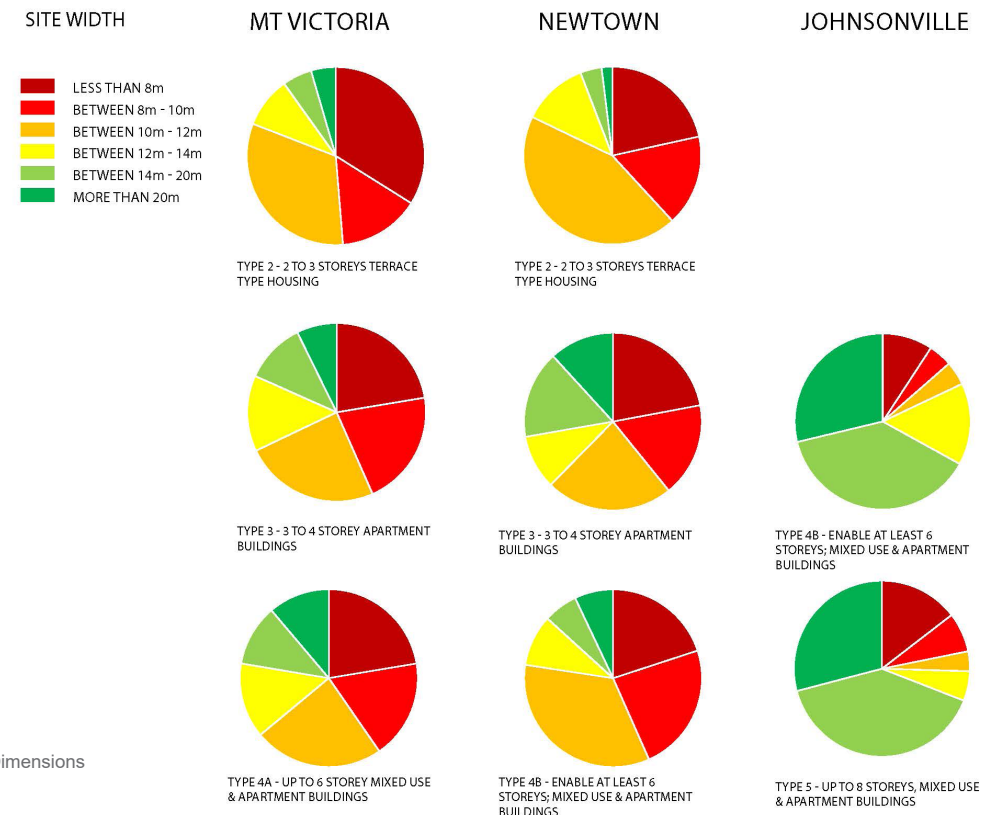 SITE WIDTH
MT VICTORIA
NEWTOWN
JOHNSONVILLE
LESS THAN 8m
BETWEEN 8m - 10m
BETWEEN 10m - 12m
BETWEEN 12m - 14m
BETWEEN 14m - 20m
MORE THAN 20m
TYPE 2 - 2 TO 3 STOREYS TERRACE
TYPE HOUSING
TYPE 2 - 2 TO 3 STOREYS TERRACE
TYPE HOUSING
TYPE 3 - 3 TO 4 STOREY APARTMENT
BUILDINGS
TYPE 3 - 3 TO 4 STOREY APARTMENT
BUILDINGS
TYPE 4B - ENABLE AT LEAST 6
STOREYS; MIXED USE & APARTMENT
BUILDINGS
imensions
TYPE 4A - UP TO 6 STOREY MIXED USE
& APARTMENT BUILDINGS
TYPE 4B - ENABLE AT LEAST 6
STOREYS; MIXED USE & APARTMENT
BUILDINGS
TYPE 5 - UP TO 8 STOREYS, MIXED USE
& APARTMENT BUILDINGS